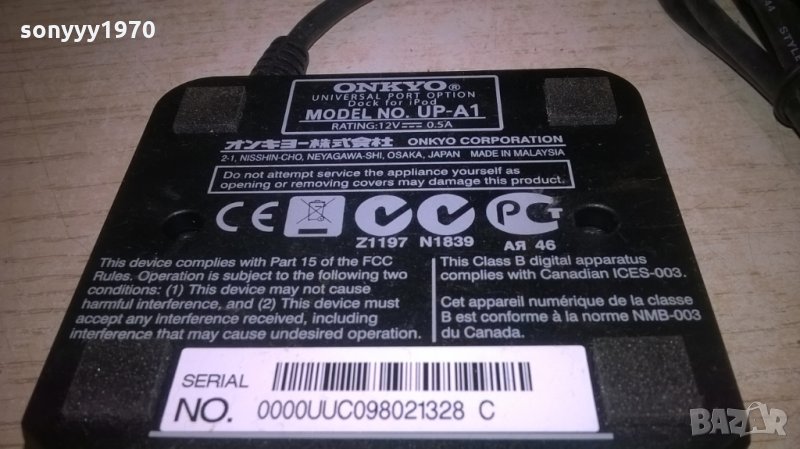 sonyyy1970
44 STYLE
ONKYO®
UNIVERSAL PORT OPTION
Dock for iPod
MODEL NO. UP-A1
RATING:12V⎓ 0.5A
オンキヨー株式会社 ONKYO CORPORATION
2-1, NISSHIN-CHO, NEYAGAWA-SHI, OSAKA, JAPAN MADE IN MALAYSIA
Do not attempt service the appliance yourself as
opening or removing covers may damage this product.
CE
PCT
Z1197 N1839 АЯ 46
This device complies with Part 15 of the FCC
Rules. Operation is subject to the following two
conditions: (1) This device may not cause
harmful interference, and (2) This device must
accept any interference received, including
interference that may cause undesired operation.
This Class B digital apparatus
complies with Canadian ICES-003.
Cet appareil numérique de la classe
B est conforme à la norme NMB-003
du Canada.
SERIAL
NO. 0000UUC098021328 C
BAZAR